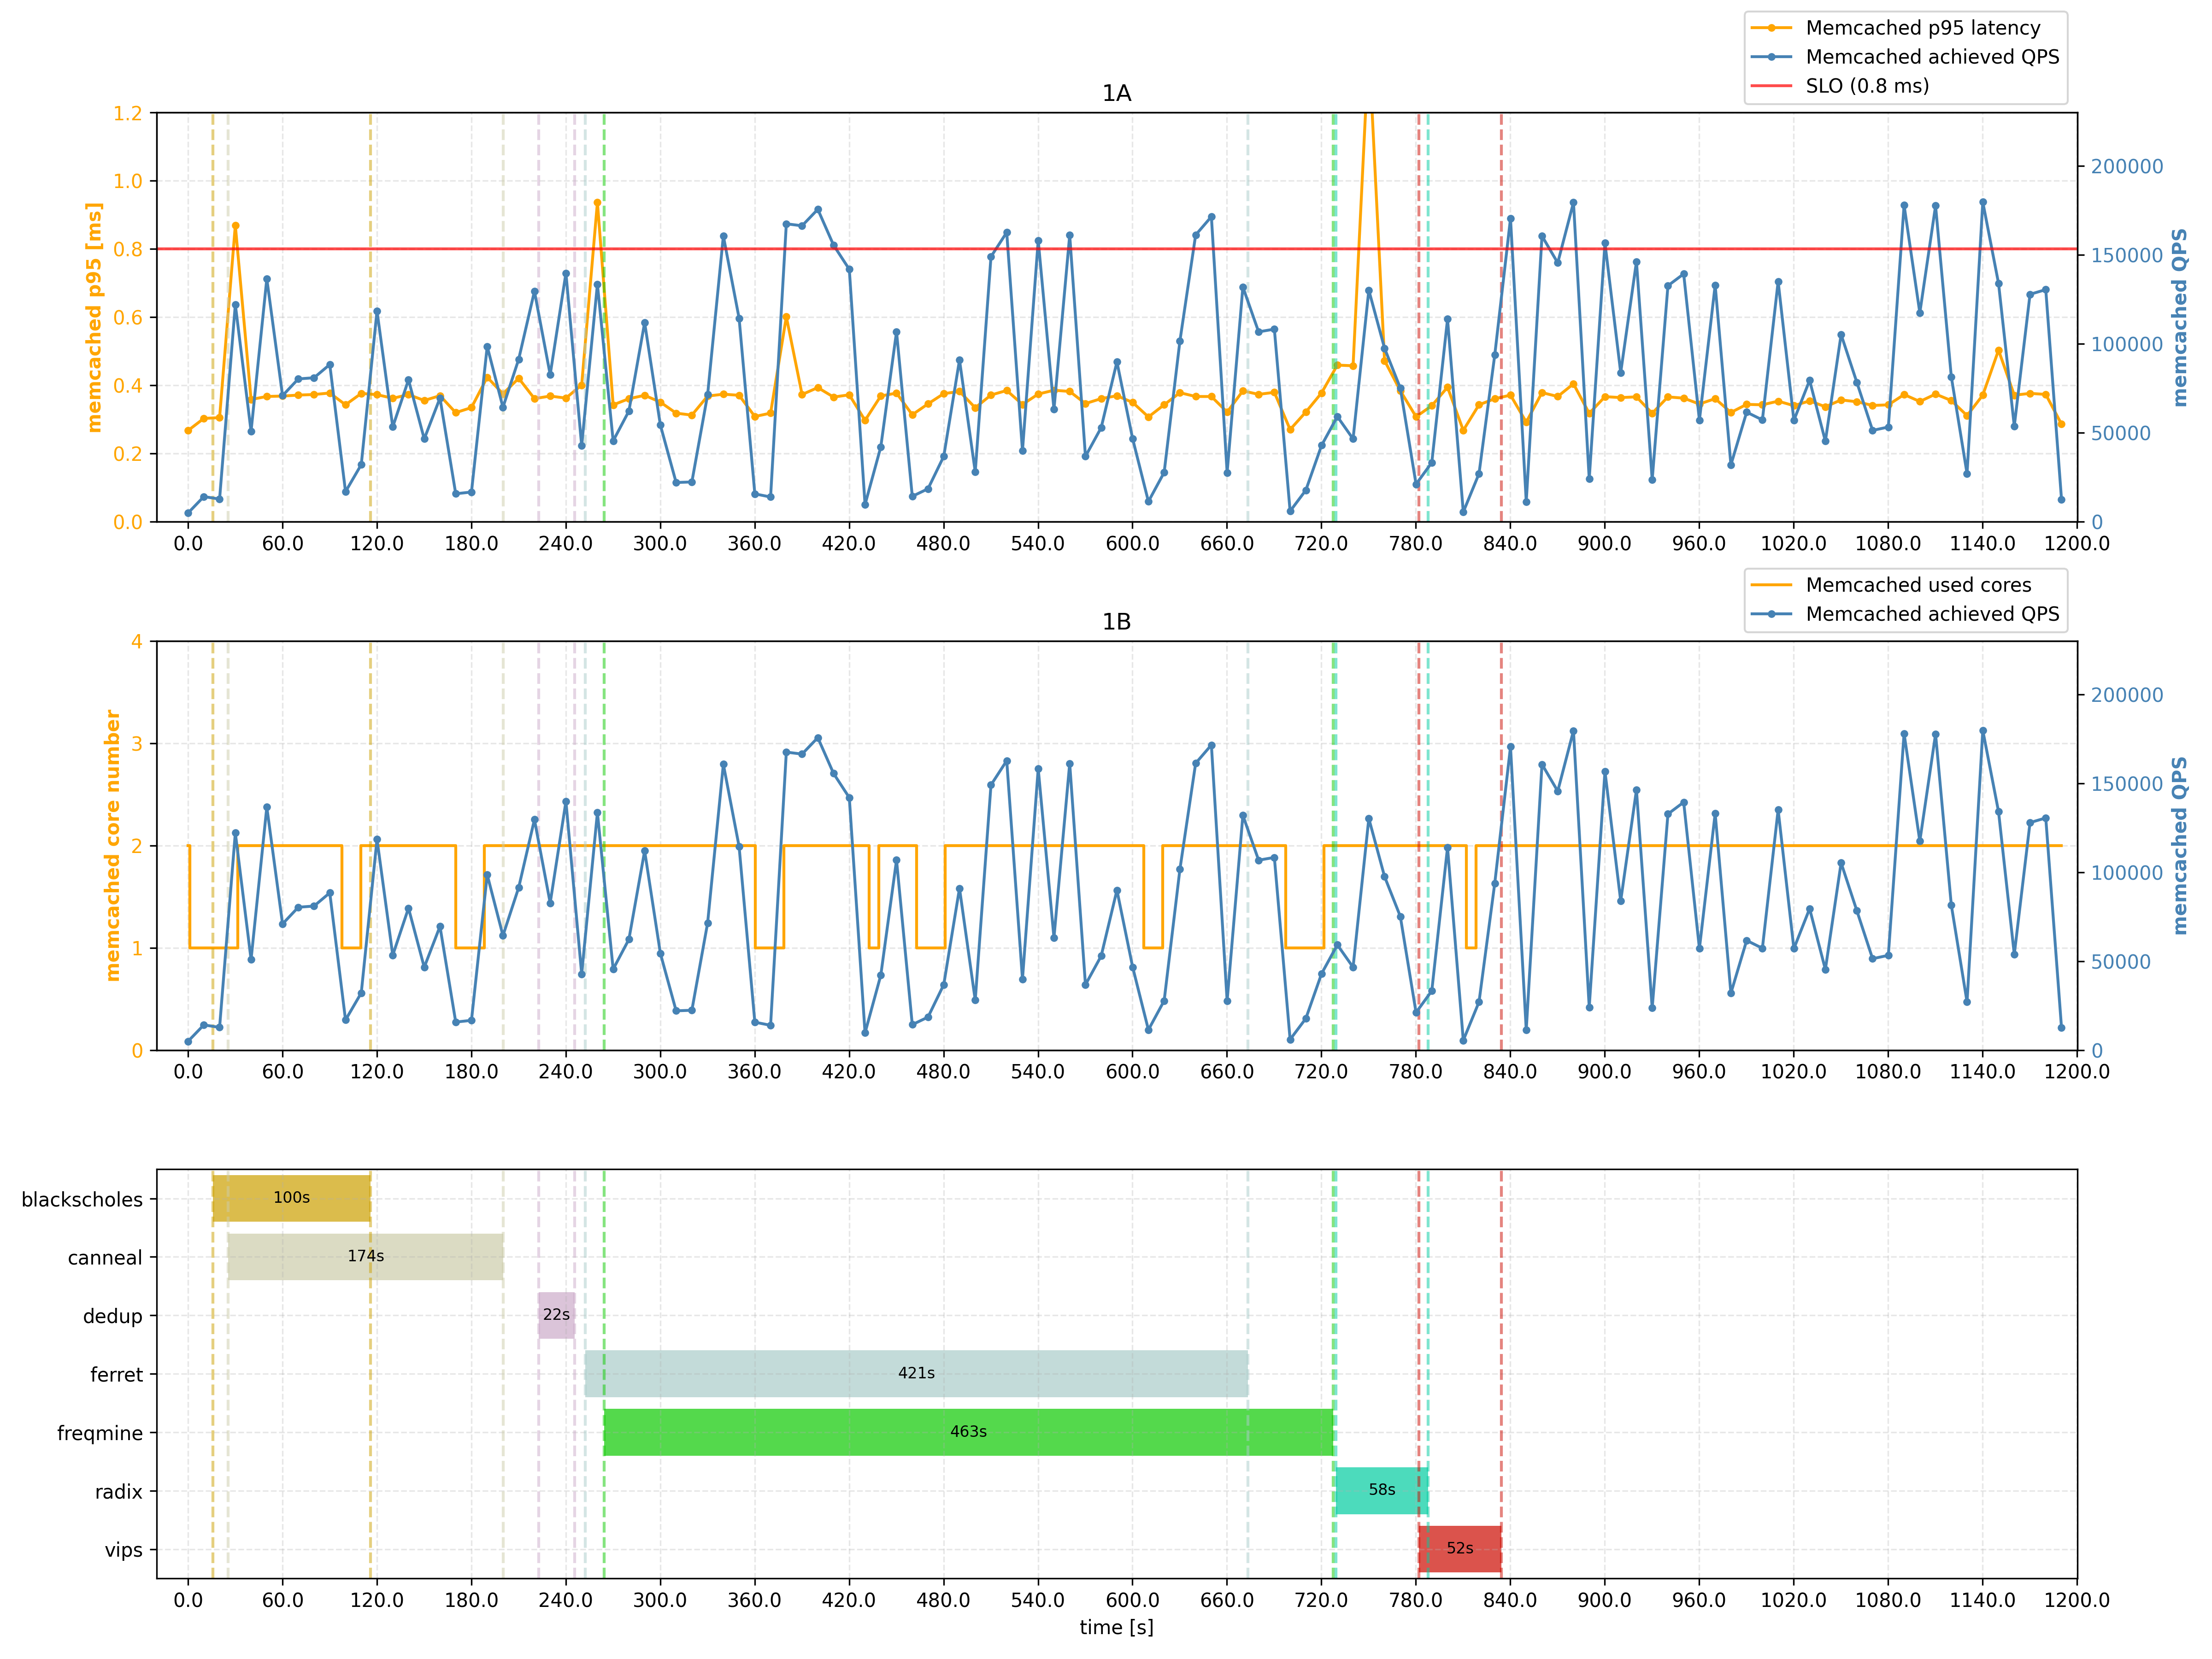 Memcached p95 latency
Memcached achieved QPS
SLO (0.8 ms)
1A
1.2
1.0
0.8
0.6
0.4
0.2
0.0
memcached p95 [ms]
200000
150000
100000
50000
0
memcached QPS
0.0 60.0 120.0 180.0 240.0 300.0 360.0 420.0 480.0 540.0 600.0 660.0 720.0 780.0 840.0 900.0 960.0 1020.0 1080.0 1140.0 1200.0
Memcached used cores
Memcached achieved QPS
1B
4
3
2
1
0
memcached core number
200000
150000
100000
50000
0
memcached QPS
0.0 60.0 120.0 180.0 240.0 300.0 360.0 420.0 480.0 540.0 600.0 660.0 720.0 780.0 840.0 900.0 960.0 1020.0 1080.0 1140.0 1200.0
blackscholes 100s
canneal 174s
dedup 22s
ferret 421s
freqmine 463s
radix 58s
vips 52s
0.0 60.0 120.0 180.0 240.0 300.0 360.0 420.0 480.0 540.0 600.0 660.0 720.0 780.0 840.0 900.0 960.0 1020.0 1080.0 1140.0 1200.0
time [s]